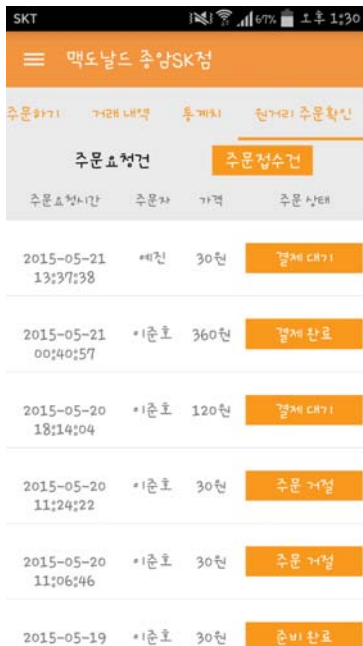 SKT 67% 오후 1:30
맥도날드 종암SK점
주문하기 거래 내역 통계치 원거리 주문확인
주문요청건 주문접수건
주문요청시간 주문자 가격 주문 상태
2015-05-21 예진 30원 결제 대기
13:37:38
2015-05-21 이준호 360원 결제 완료
00:40:57
2015-05-20 이준호 120원 결제 대기
18:14:04
2015-05-20 이준호 30원 주문 거절
11:24:22
2015-05-20 이준호 30원 주문 거절
11:06:46
2015-05-19 이준호 30원 준비 완료